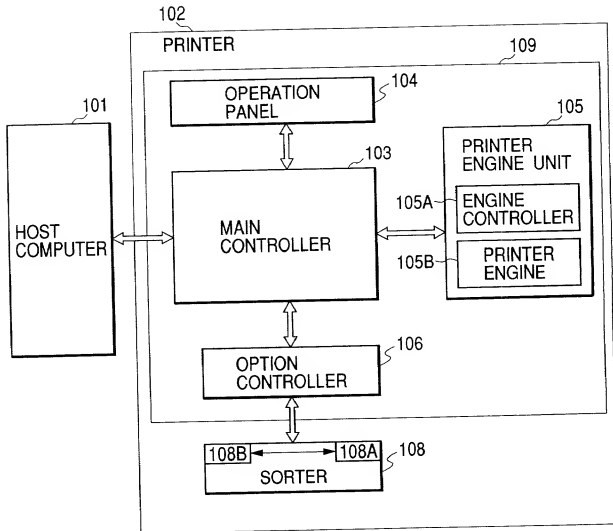 102
PRINTER
109
104
OPERATION
PANEL
101
105
103
PRINTER
ENGINE UNIT
105A
ENGINE
CONTROLLER
HOST
COMPUTER
MAIN
CONTROLLER
105B
PRINTER
ENGINE
106
OPTION
CONTROLLER
108B
108A
108
SORTER